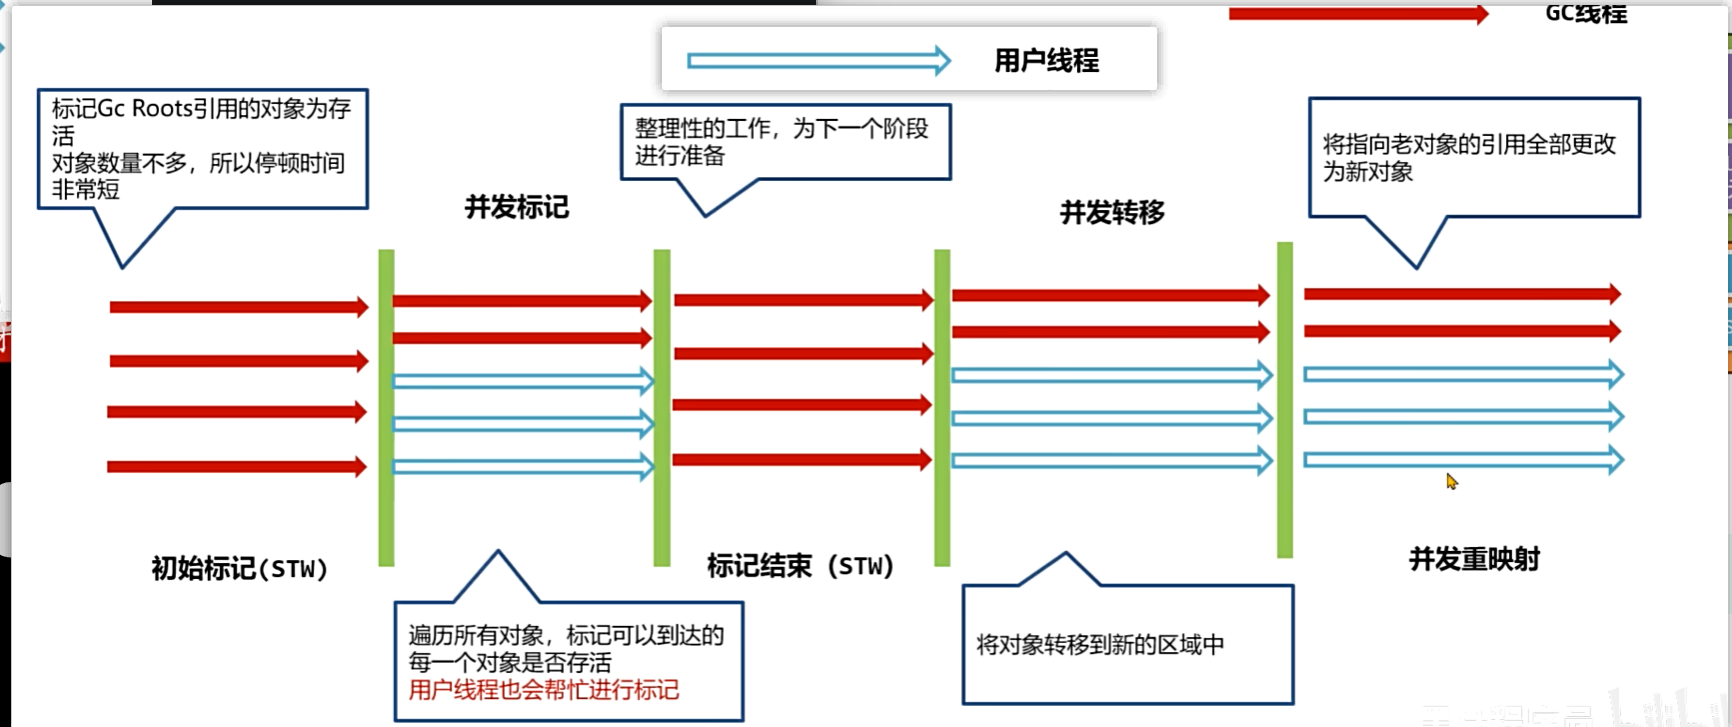 GC线程
用户线程
标记Gc Roots引用的对象为存
活
对象数量不多，所以停顿时间
非常短
整理性的工作，为下一个阶段
进行准备
将指向老对象的引用全部更改
为新对象
并发标记
并发转移
初始标记(STW)
标记结束（STW）
并发重映射
遍历所有对象，标记可以到达的
每一个对象是否存活
用户线程也会帮忙进行标记
将对象转移到新的区域中